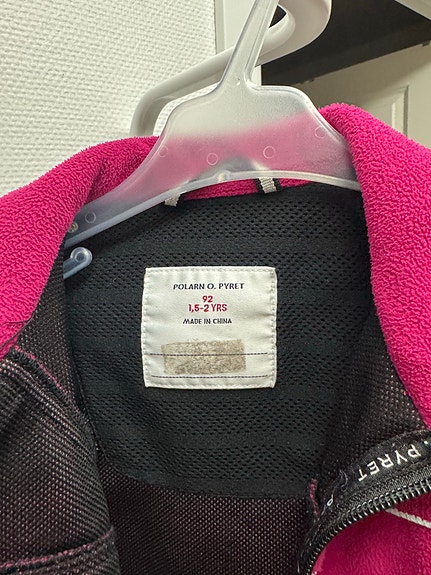 POLARN O. PYRET
92
1,5-2 YRS
MADE IN CHINA
. PYRET